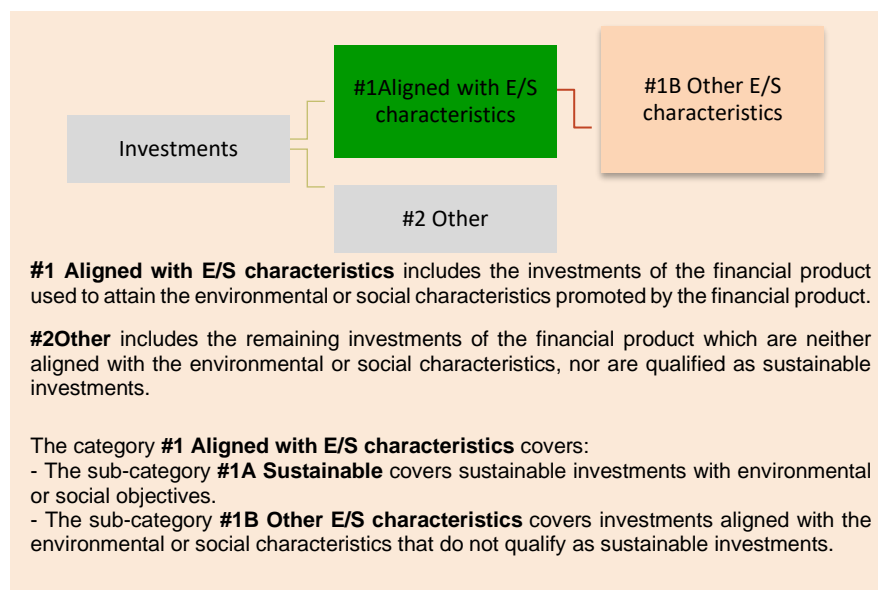 #1Aligned with E/S
characteristics
#1B Other E/S
characteristics
Investments
#2 Other
#1 Aligned with E/S characteristics includes the investments of the financial product
used to attain the environmental or social characteristics promoted by the financial product.
#2Other includes the remaining investments of the financial product which are neither
aligned with the environmental or social characteristics, nor are qualified as sustainable
investments.
The category #1 Aligned with E/S characteristics covers:
- The sub-category #1A Sustainable covers sustainable investments with environmental
or social objectives.
- The sub-category #1B Other E/S characteristics covers investments aligned with the
environmental or social characteristics that do not qualify as sustainable investments.